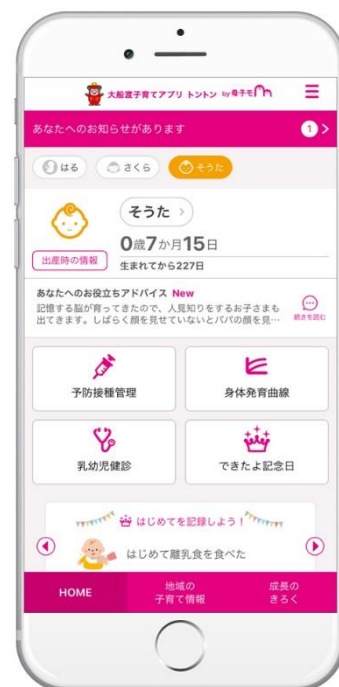 大船渡子育てアプリ トントン by 母子モ
あなたへのお知らせがあります 1
はる さくら そうた
そうた
0歳7か月15日
出産時の情報
生まれてから227日
あなたへのお役立ちアドバイス New
記憶する脳が育ってきたので、人見知りをするお子さまも
出てきます。しばらく顔を見せていないとパパの顔を見…
続きを読む
予防接種管理 身体発育曲線
乳幼児健診 できたよ記念日
はじめてを記録しよう!
はじめて離乳食を食べた
HOME
地域の
子育て情報
成長の
きろく